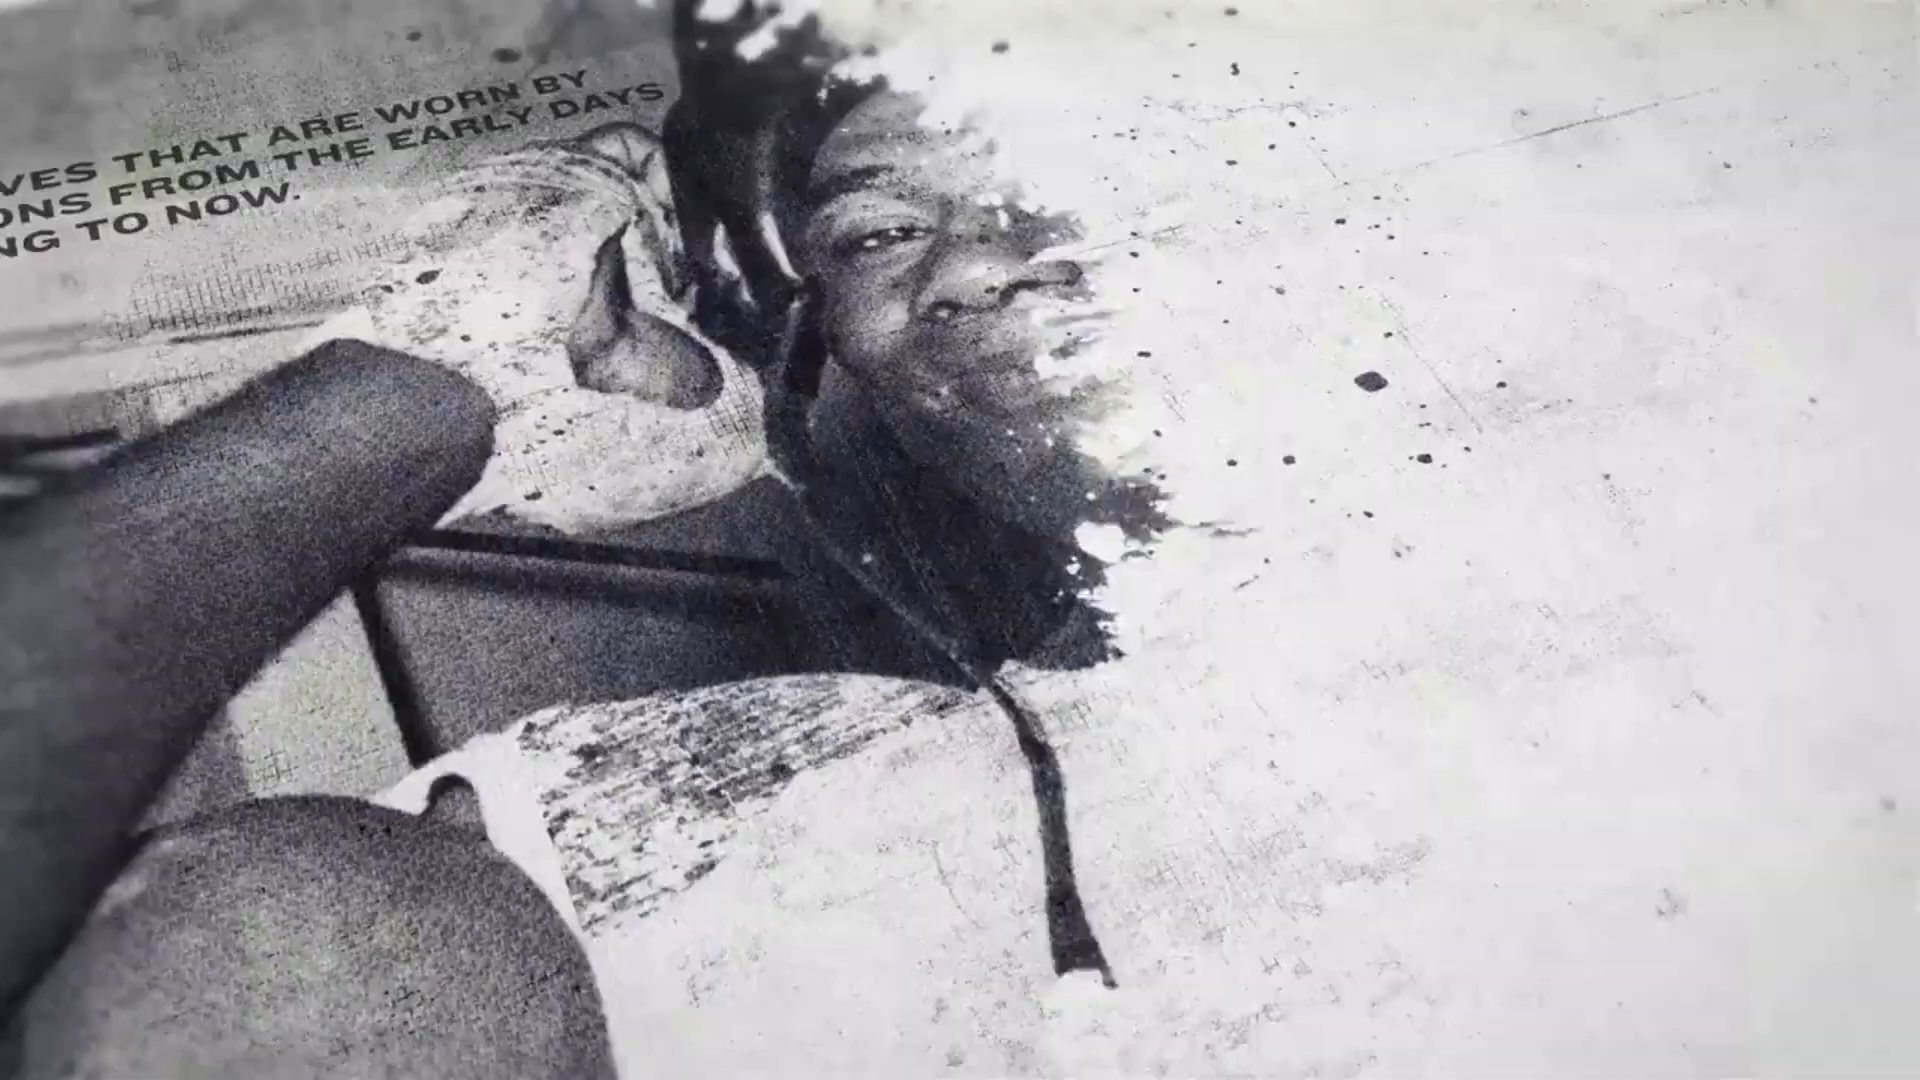 VES THAT ARE WORN BY
ONS FROM THE EARLY DAYS
NG TO NOW.